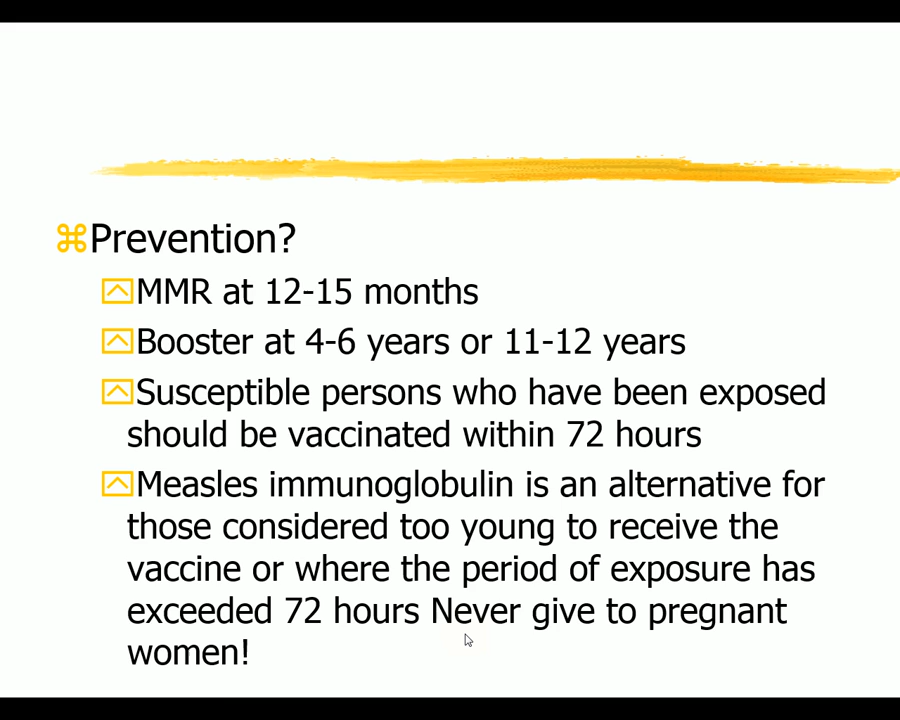 Prevention?
MMR at 12-15 months
Booster at 4-6 years or 11-12 years
Susceptible persons who have been exposed
should be vaccinated within 72 hours
Measles immunoglobulin is an alternative for
those considered too young to receive the
vaccine or where the period of exposure has
exceeded 72 hours Never give to pregnant
women!